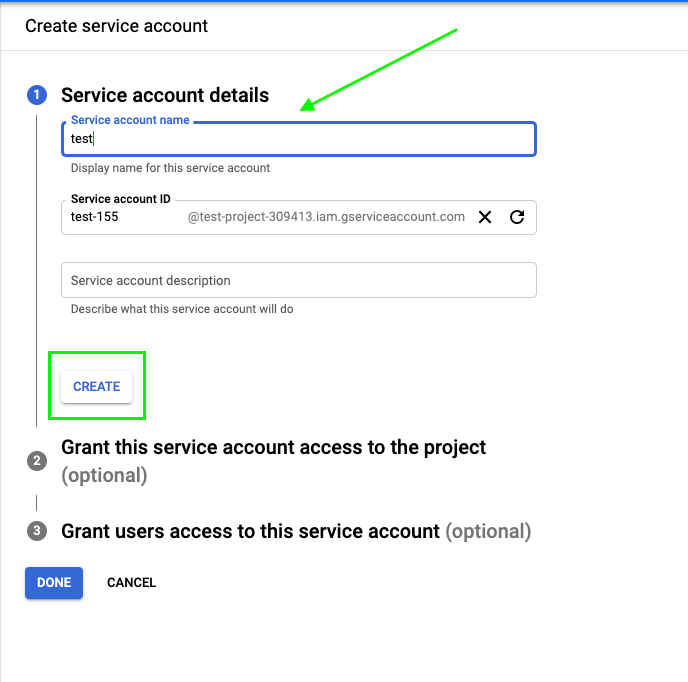 Create service account
1 Service account details
Service account name
test
Display name for this service account
Service account ID
test-155 @test-project-309413.iam.gserviceaccount.com
Service account description
Describe what this service account will do
CREATE
2 Grant this service account access to the project
(optional)
3 Grant users access to this service account (optional)
DONE CANCEL